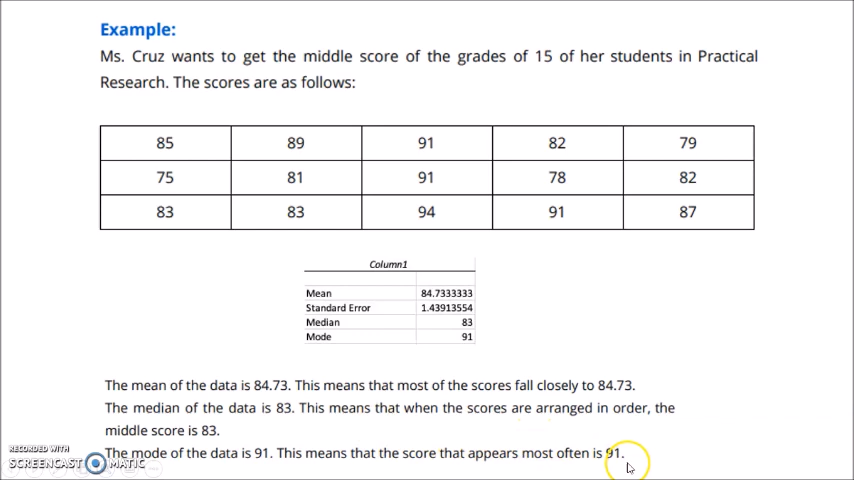 Example:
Ms. Cruz wants to get the middle score of the grades of 15 of her students in Practical
Research. The scores are as follows:
85 89 91 82 79
75 81 91 78 82
83 83 94 91 87
Column1
Mean 84.7333333
Standard Error 1.43913554
Median 83
Mode 91
The mean of the data is 84.73. This means that most of the scores fall closely to 84.73.
The median of the data is 83. This means that when the scores are arranged in order, the
middle score is 83.
The mode of the data is 91. This means that the score that appears most often is 91.
RECORDED WITH
SCREENCAST MATIC